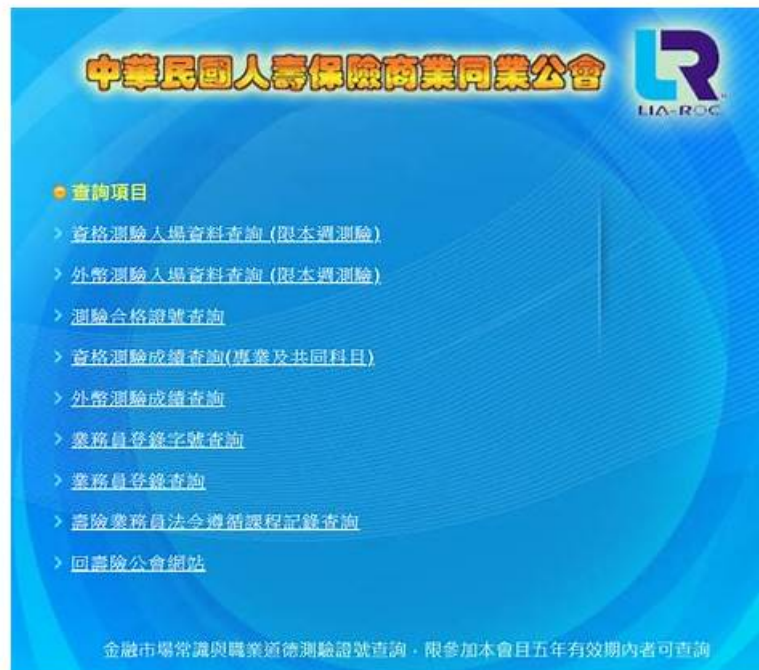 中華民國人壽保險商業同業公會
LR
LIA-ROC
查詢項目
資格測驗入場資料查詢 (限本週測驗)
外幣測驗入場資料查詢 (限本週測驗)
測驗合格證號查詢
資格測驗成績查詢(專業及共同科目)
外幣測驗成績查詢
業務員登錄字號查詢
業務員登錄查詢
壽險業務員法令遵循課程記錄查詢
回壽險公會網站
金融市場常識與職業道德測驗證號查詢，限參加本會且五年有效期內者可查詢